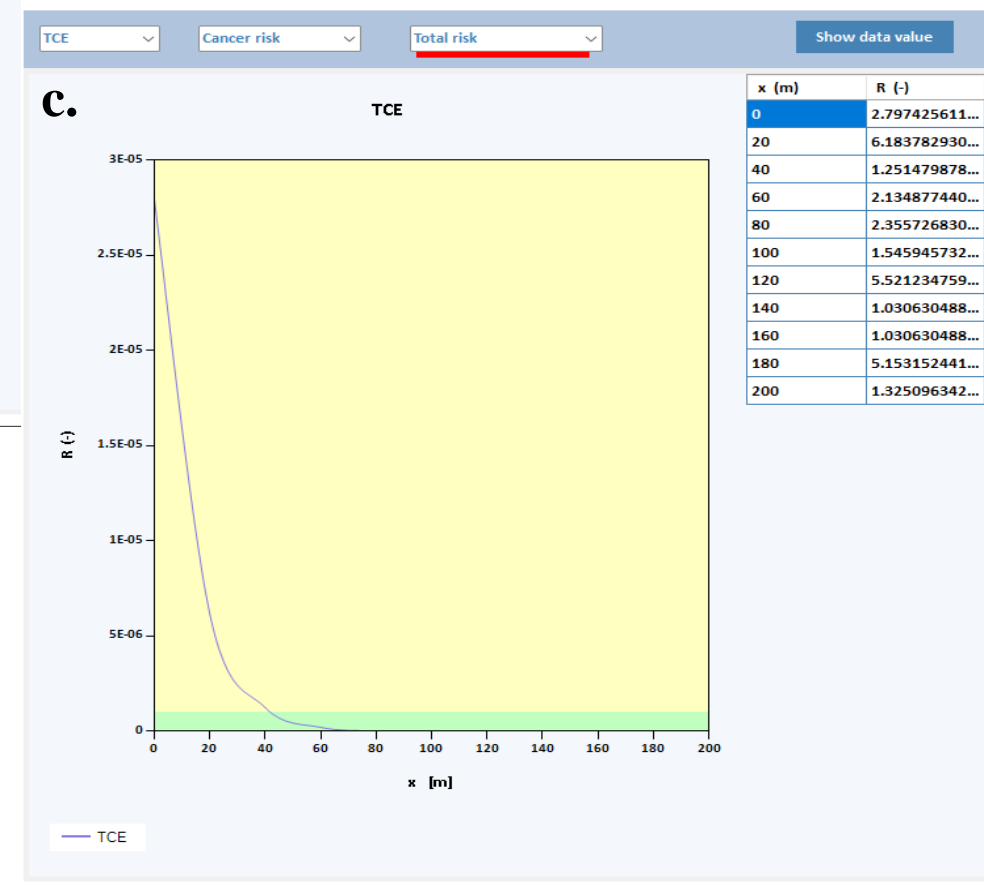 TCE Cancer risk Total risk Show data value
c.
TCE
x (m) R (-)
0 2.797425611...
20 6.183782930...
40 1.251479878...
60 2.134877440...
80 2.355726830...
100 1.545945732...
120 5.521234759...
140 1.030630488...
160 1.030630488...
180 5.153152441...
200 1.325096342...
3E-05
2.5E-05
2E-05
1.5E-05
1E-05
5E-06
0
R (-)
0 20 40 60 80 100 120 140 160 180 200
x [m]
TCE